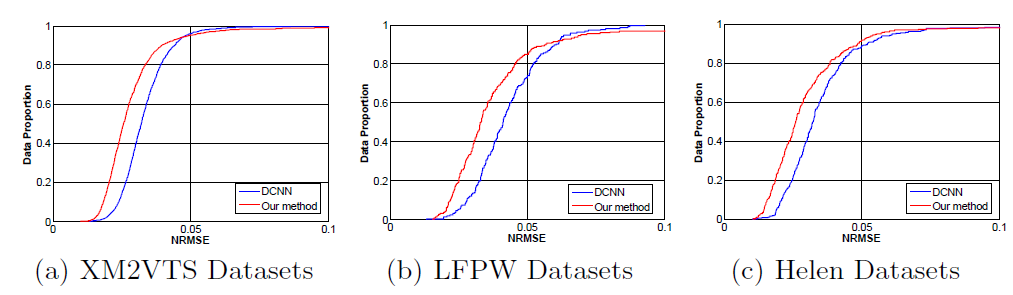 1
0.8
0.6
0.4
0.2
0
Data Proportion
DCNN
Our method
0
0.05
0.1
NRMSE
(a) XM2VTS Datasets
1
0.8
0.6
0.4
0.2
0
Data Proportion
DCNN
Our method
0
0.05
0.1
NRMSE
(b) LFPW Datasets
1
0.8
0.6
0.4
0.2
0
Data Proportion
DCNN
Our method
0
0.05
0.1
NRMSE
(c) Helen Datasets